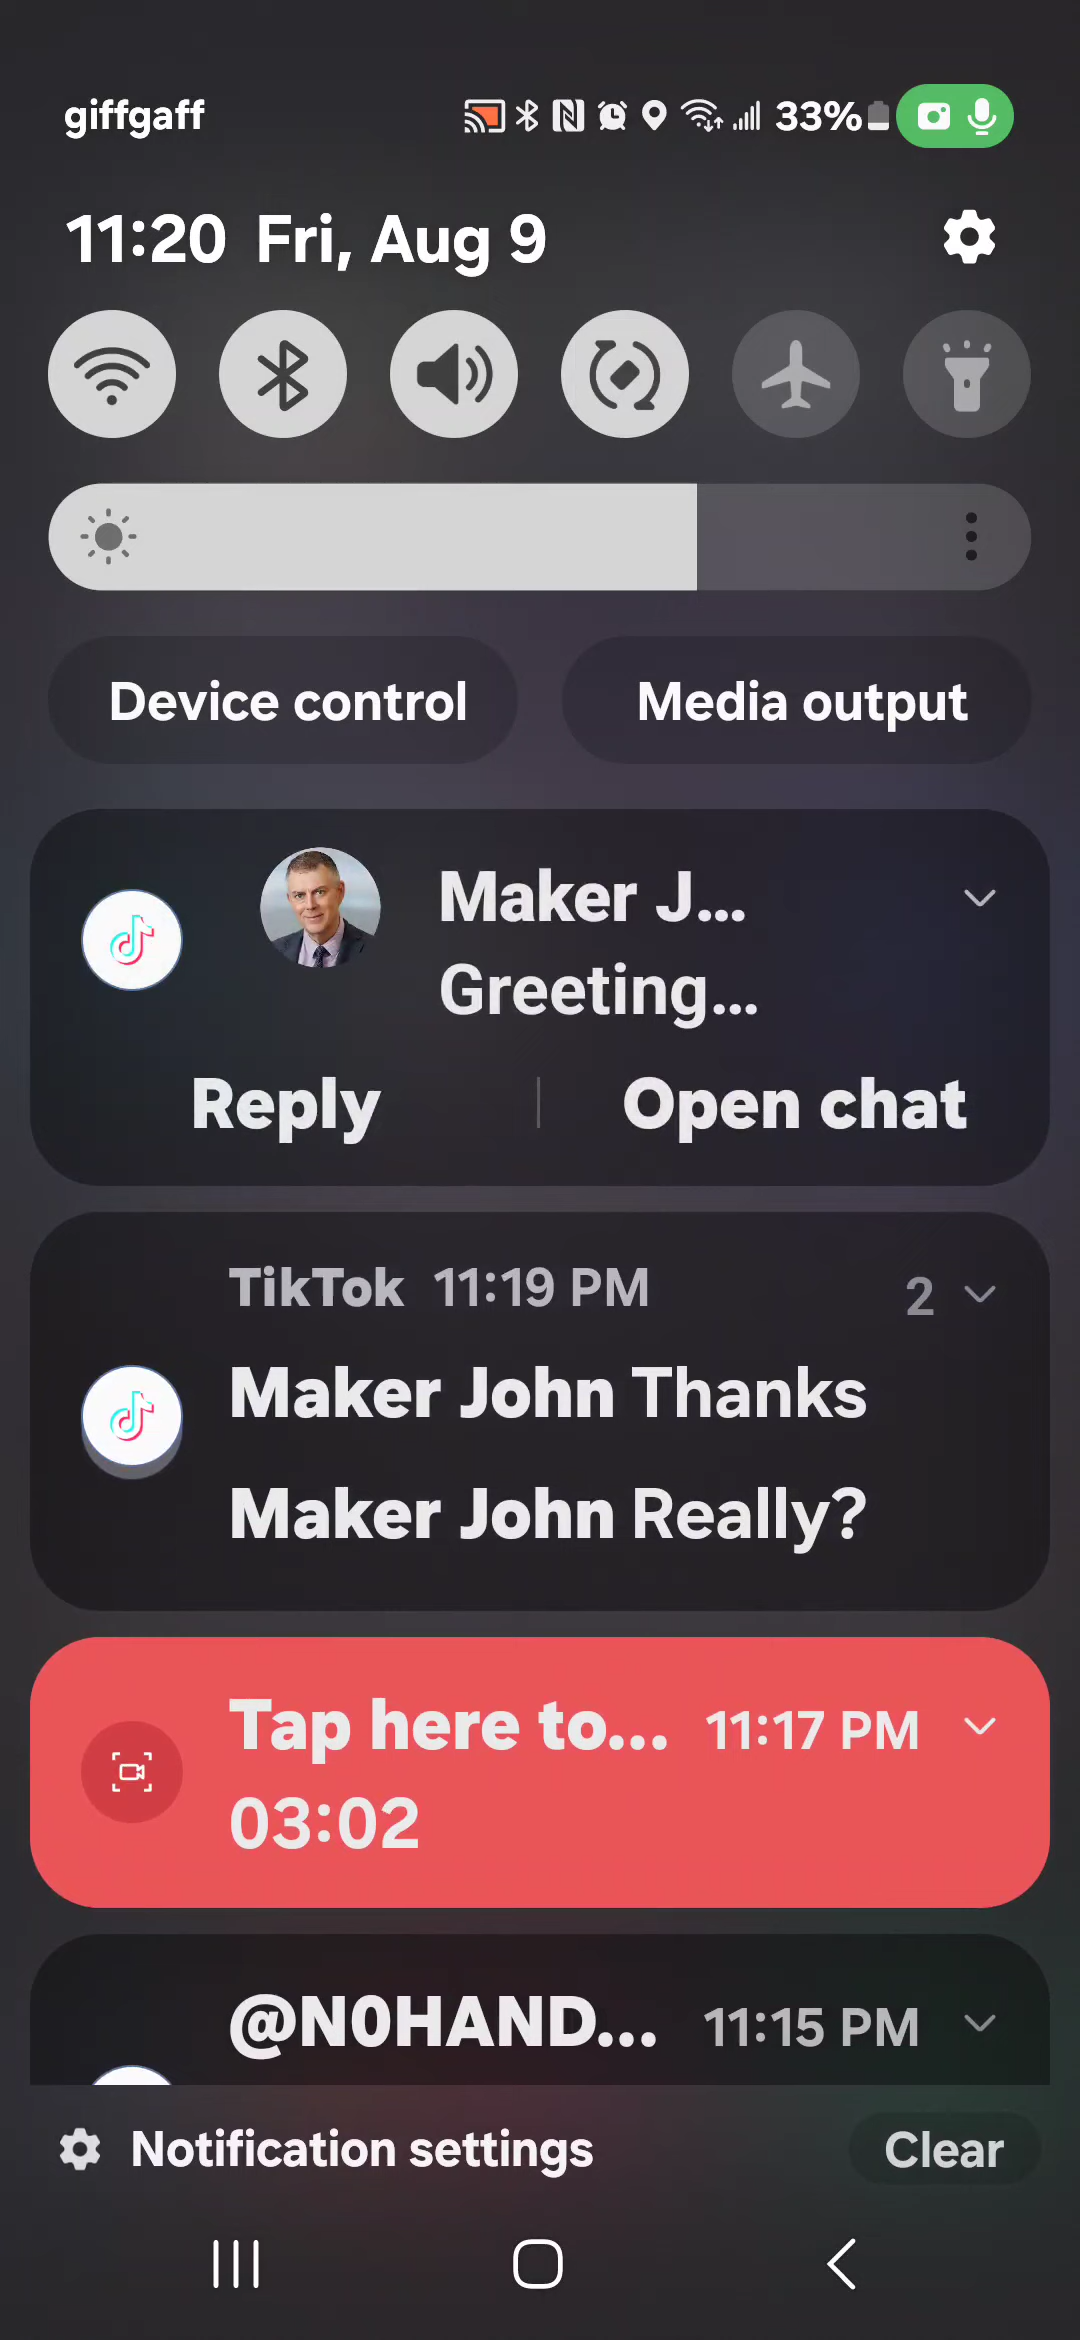 giffgaff 33%
11:20 Fri, Aug 9
Device control Media output
Maker J...
Greeting...
Reply Open chat
TikTok 11:19 PM 2
Maker John Thanks
Maker John Really?
Tap here to... 11:17 PM
03:02
@N0HAND... 11:15 PM
Notification settings Clear